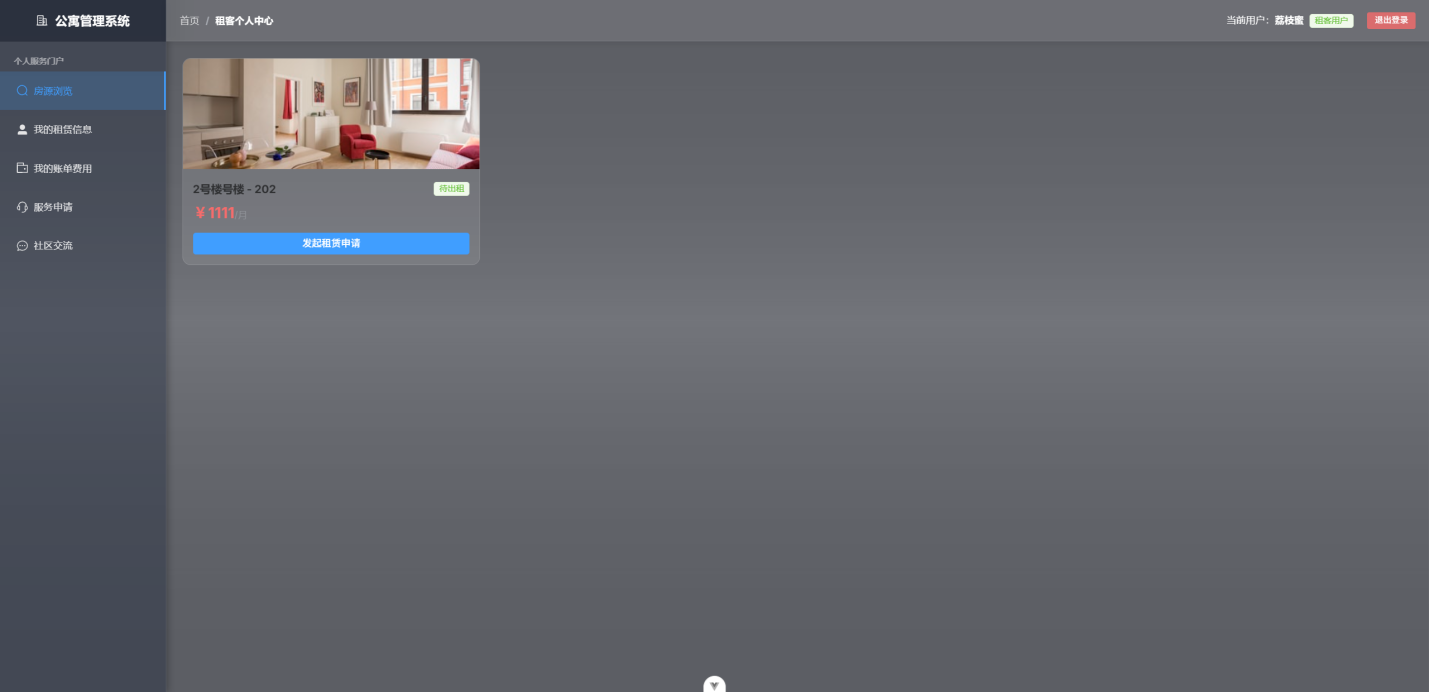 公寓管理系统
首页 / 租客个人中心
当前用户： 荔枝蜜 租客用户 退出登录
个人服务门户
房源浏览
我的租赁信息
我的账单费用
服务申请
社区交流
2号楼号楼 - 202 待出租
¥1111/月
发起租赁申请